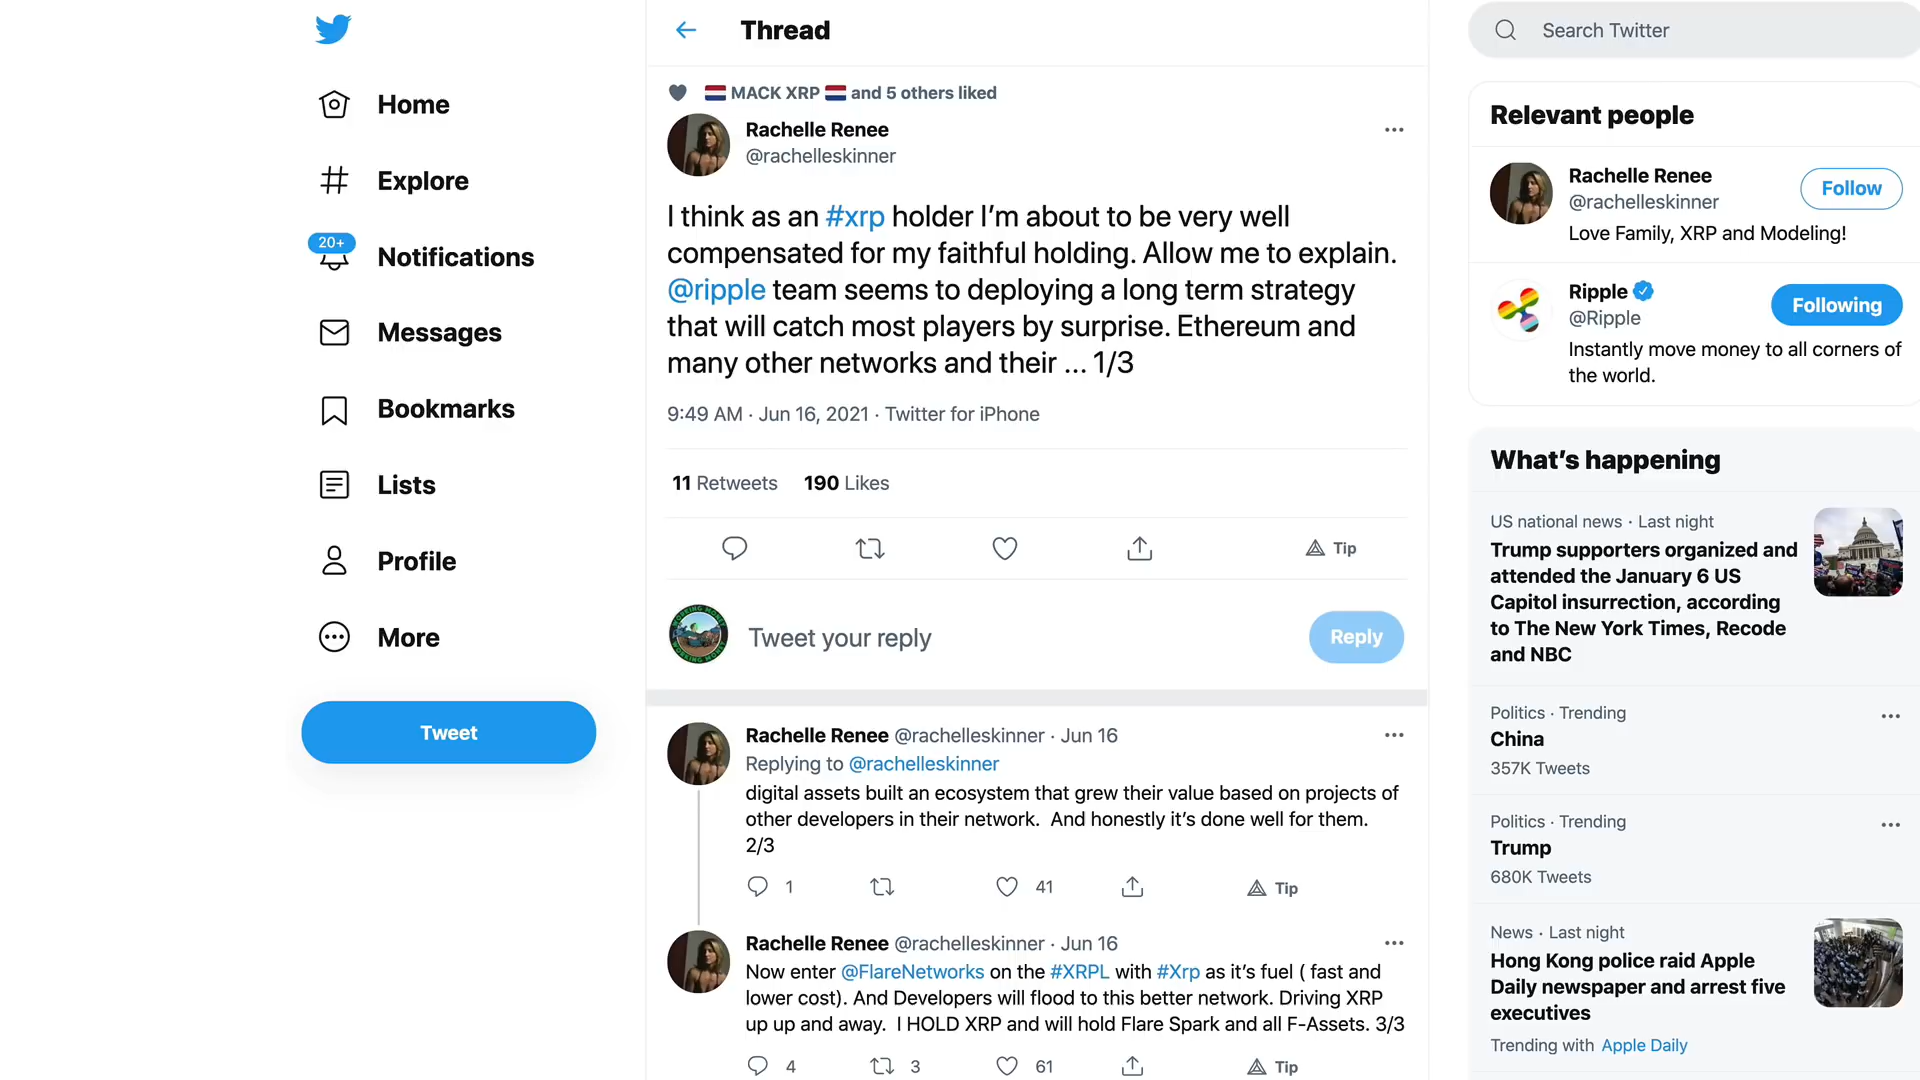 Home
Explore
20+
Notifications
Messages
Bookmarks
Lists
Profile
More
Tweet
Thread
MACK XRP and 5 others liked
Rachelle Renee
@rachelleskinner
I think as an #xrp holder I’m about to be very well
compensated for my faithful holding. Allow me to explain.
@ripple team seems to deploying a long term strategy
that will catch most players by surprise. Ethereum and
many other networks and their ... 1/3
9:49 AM · Jun 16, 2021 · Twitter for iPhone
11 Retweets 190 Likes
Tip
Tweet your reply
Reply
Rachelle Renee @rachelleskinner · Jun 16
Replying to @rachelleskinner
digital assets built an ecosystem that grew their value based on projects of
other developers in their network. And honestly it’s done well for them.
2/3
1 41 Tip
Rachelle Renee @rachelleskinner · Jun 16
Now enter @FlareNetworks on the #XRPL with #Xrp as it’s fuel ( fast and
lower cost). And Developers will flood to this better network. Driving XRP
up up and away. I HOLD XRP and will hold Flare Spark and all F-Assets. 3/3
4 3 61 Tip
Search Twitter
Relevant people
Rachelle Renee
@rachelleskinner
Follow
Love Family, XRP and Modeling!
Ripple
@Ripple
Following
Instantly move money to all corners of
the world.
What’s happening
US national news · Last night
Trump supporters organized and
attended the January 6 US
Capitol insurrection, according
to The New York Times, Recode
and NBC
Politics · Trending
China
357K Tweets
Politics · Trending
Trump
680K Tweets
News · Last night
Hong Kong police raid Apple
Daily newspaper and arrest five
executives
Trending with Apple Daily